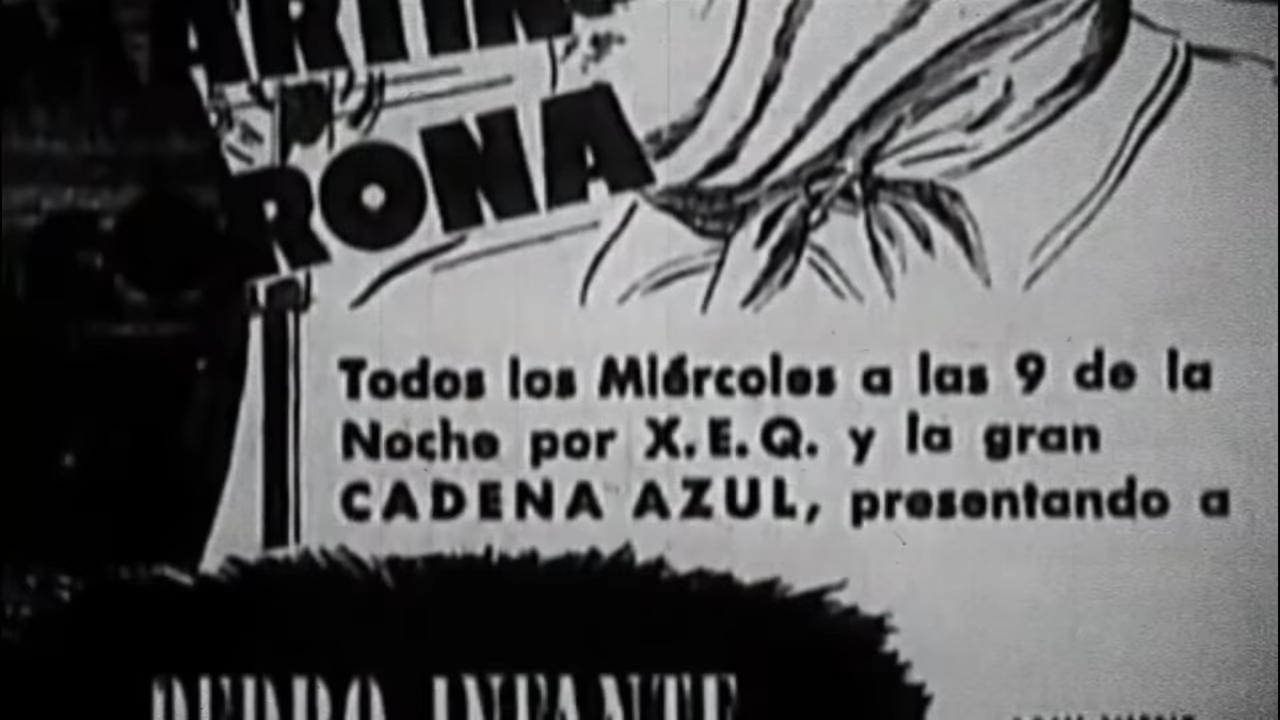 RONA
Todos los Miércoles a las 9 de la
Noche por X.E.Q. y la gran
CADENA AZUL, presentando a
PEDRO INFANTE